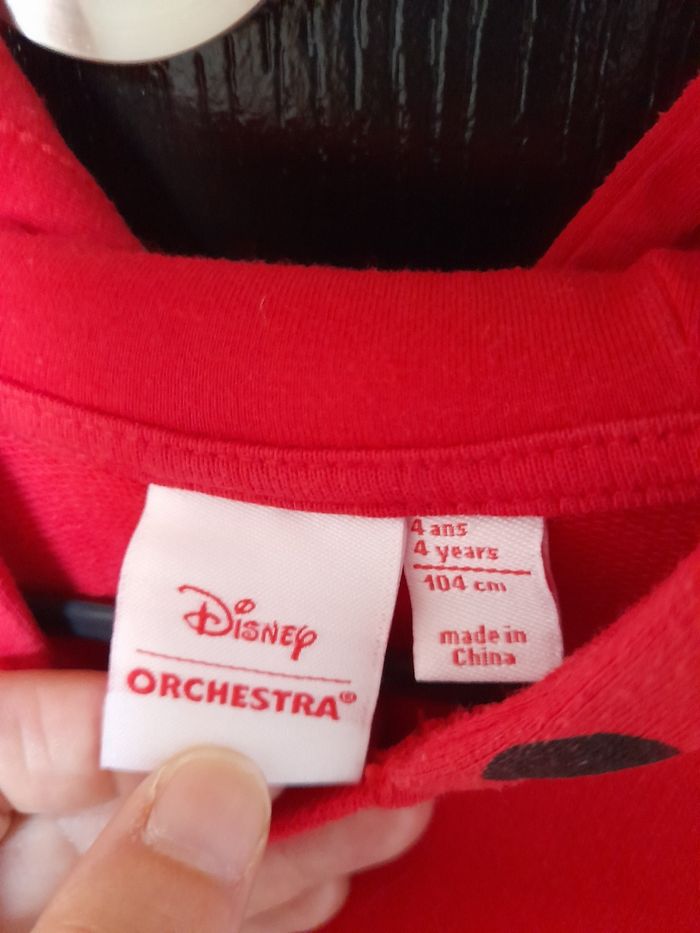 Disney
ORCHESTRA®
4 ans
4 years
104 cm
made in
China